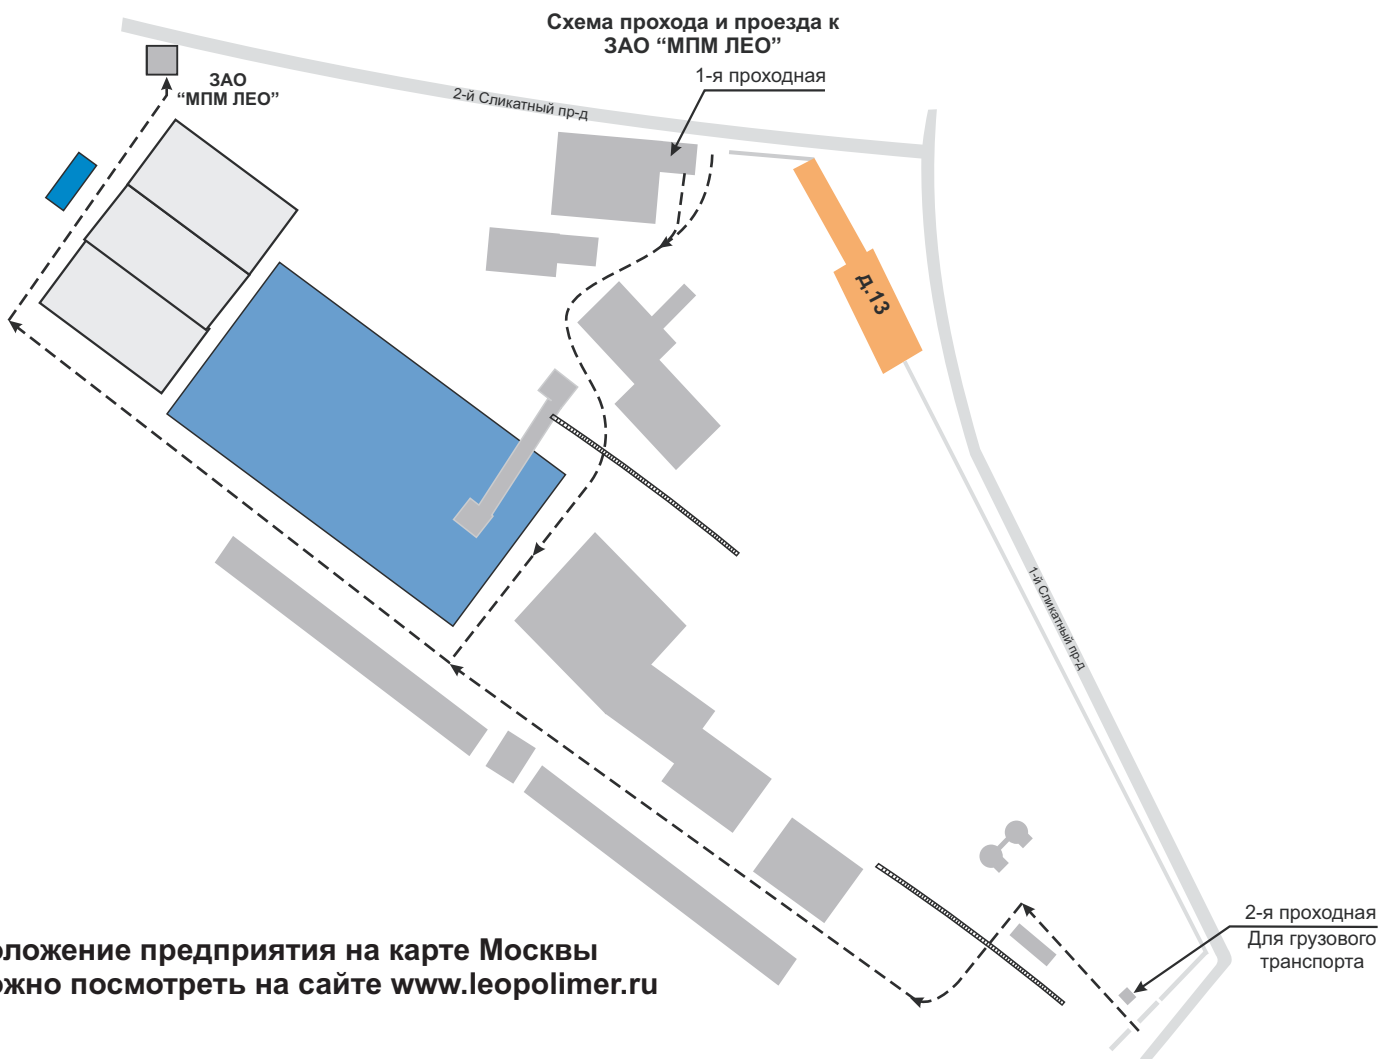 Схема прохода и проезда к
ЗАО “МПМ ЛЕО”
1-я проходная
ЗАО
“МПМ ЛЕО”
2-й Сликатный пр-д
д.13
1-й Сликатный пр-д
2-я проходная
Для грузового
транспорта
оложение предприятия на карте Москвы
ожно посмотреть на сайте www.leopolimer.ru